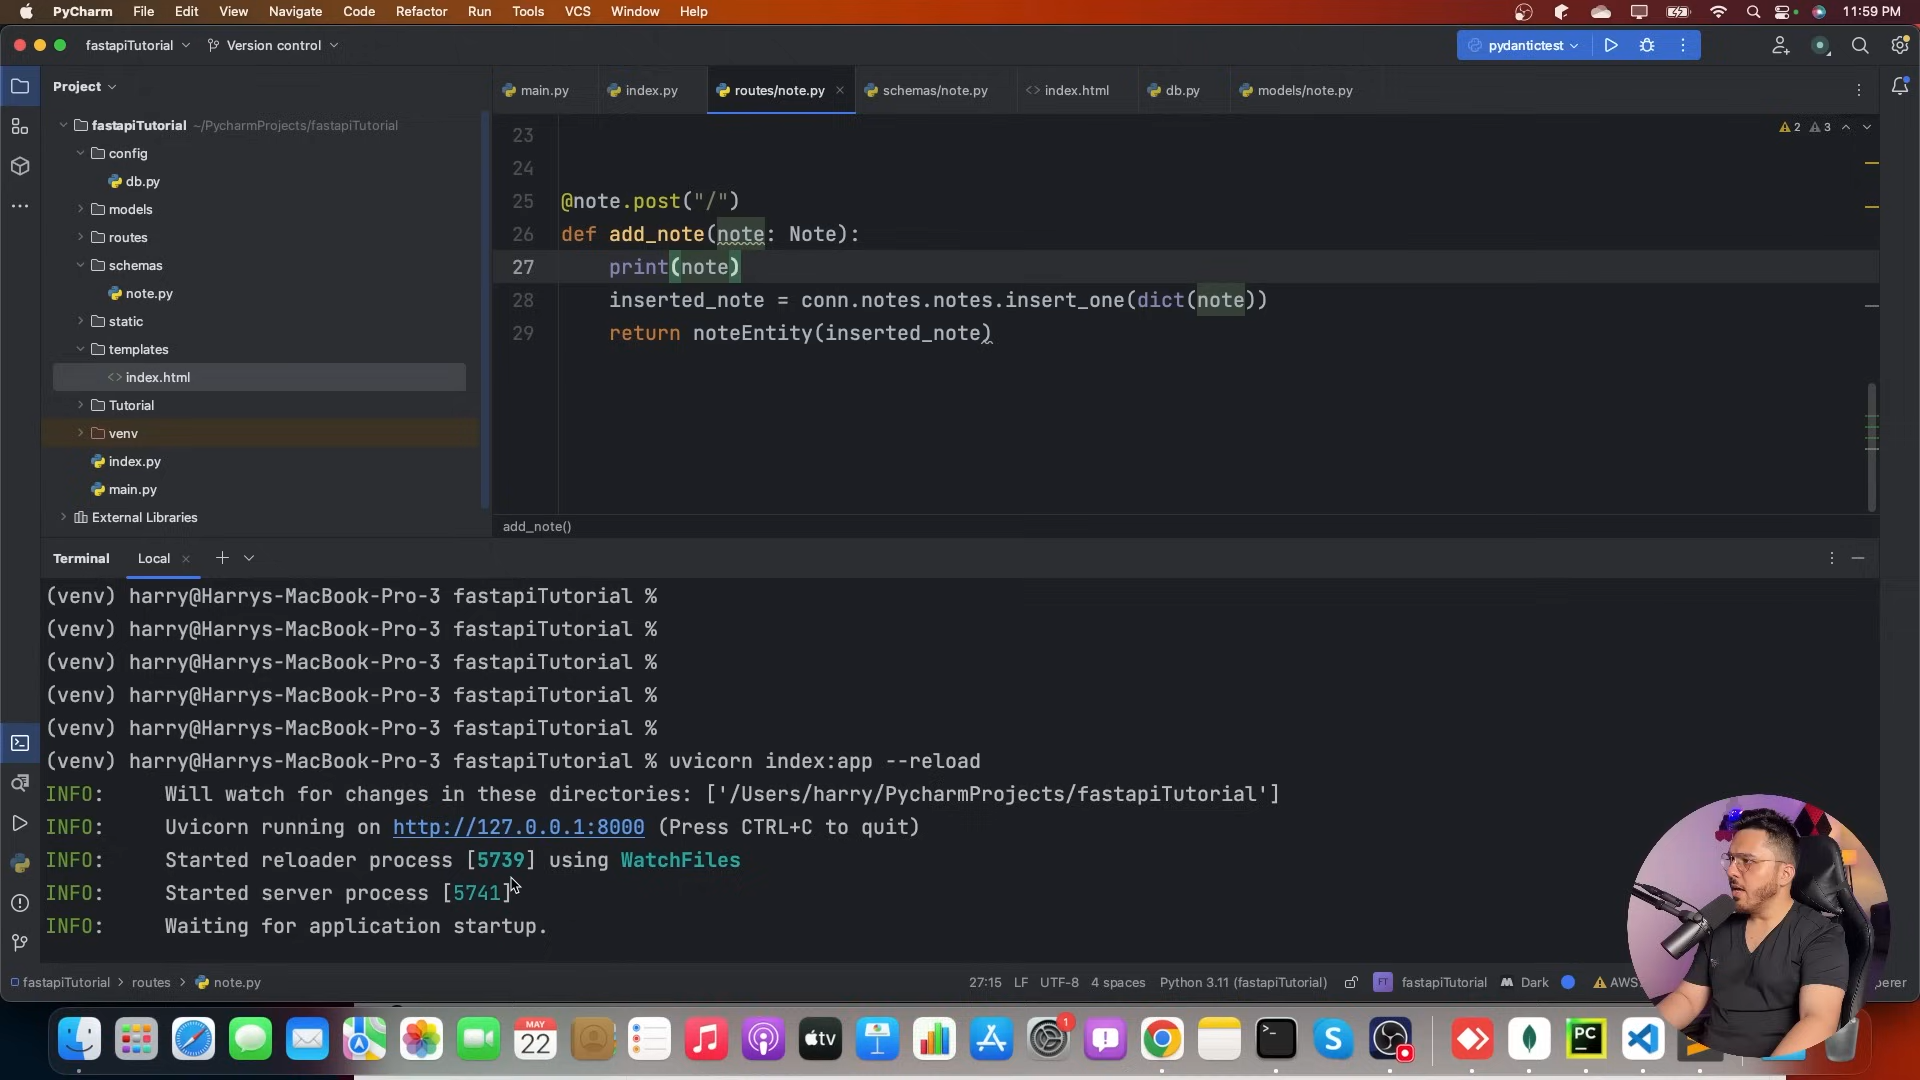 PyCharm File Edit View Navigate Code Refactor Run Tools VCS Window Help 11:59 PM
fastapiTutorial Version control pydantictest
Project
main.py index.py routes/note.py schemas/note.py index.html db.py models/note.py
fastapiTutorial ~/PycharmProjects/fastapiTutorial
config
db.py
models
routes
schemas
note.py
static
templates
<> index.html
Tutorial
venv
index.py
main.py
External Libraries
2 3
23
24
25 @note.post("/")
26 def add_note(note: Note):
27 print(note)
28 inserted_note = conn.notes.notes.insert_one(dict(note))
29 return noteEntity(inserted_note)
add_note()
Terminal Local
(venv) harry@Harrys-MacBook-Pro-3 fastapiTutorial %
(venv) harry@Harrys-MacBook-Pro-3 fastapiTutorial %
(venv) harry@Harrys-MacBook-Pro-3 fastapiTutorial %
(venv) harry@Harrys-MacBook-Pro-3 fastapiTutorial %
(venv) harry@Harrys-MacBook-Pro-3 fastapiTutorial %
(venv) harry@Harrys-MacBook-Pro-3 fastapiTutorial % uvicorn index:app --reload
INFO: Will watch for changes in these directories: ['/Users/harry/PycharmProjects/fastapiTutorial']
INFO: Uvicorn running on http://127.0.0.1:8000 (Press CTRL+C to quit)
INFO: Started reloader process [5739] using WatchFiles
INFO: Started server process [5741]
INFO: Waiting for application startup.
fastapiTutorial > routes > note.py 27:15 LF UTF-8 4 spaces Python 3.11 (fastapiTutorial) FT fastapiTutorial Dark AWS
MAY
22
tv
1
PC